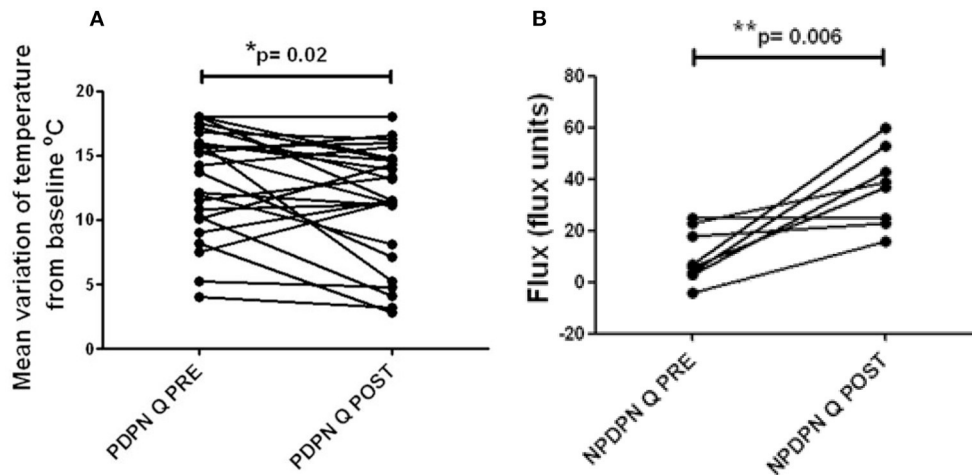 A
*p= 0.02
Mean variation of temperature
from baseline °C
20
15
10
5
0
PDPN Q PRE
PDPN Q POST
B
**p= 0.006
Flux (flux units)
80
60
40
20
0
-20
NPDPN Q PRE
NPDPN Q POST